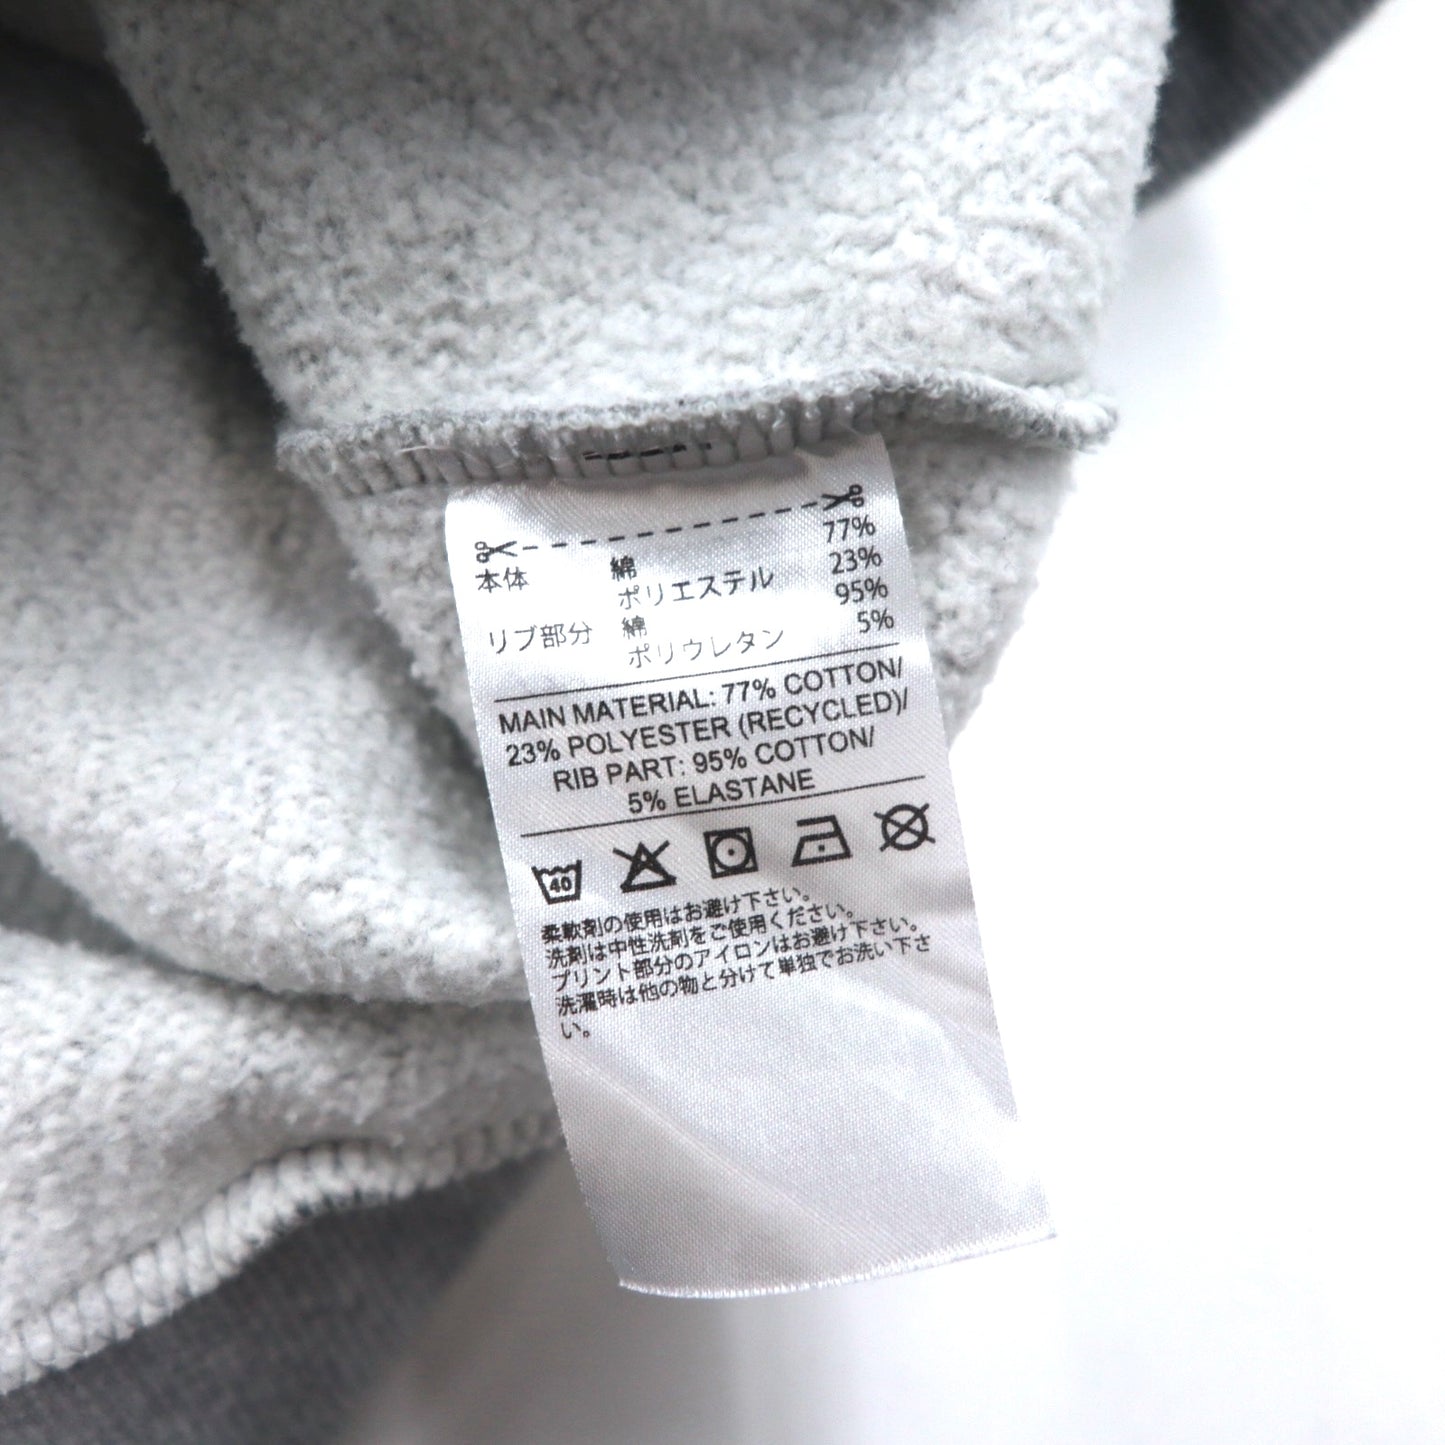 本体 綿 77%
ポリエステル 23%
リブ部分 綿 95%
ポリウレタン 5%
MAIN MATERIAL: 77% COTTON/
23% POLYESTER (RECYCLED)/
RIB PART: 95% COTTON/
5% ELASTANE
40
柔軟剤の使用はお避け下さい。
洗剤は中性洗剤をご使用ください。
プリント部分のアイロンはお避け下さい。
洗濯時は他の物と分けて単独でお洗い下さ
い。